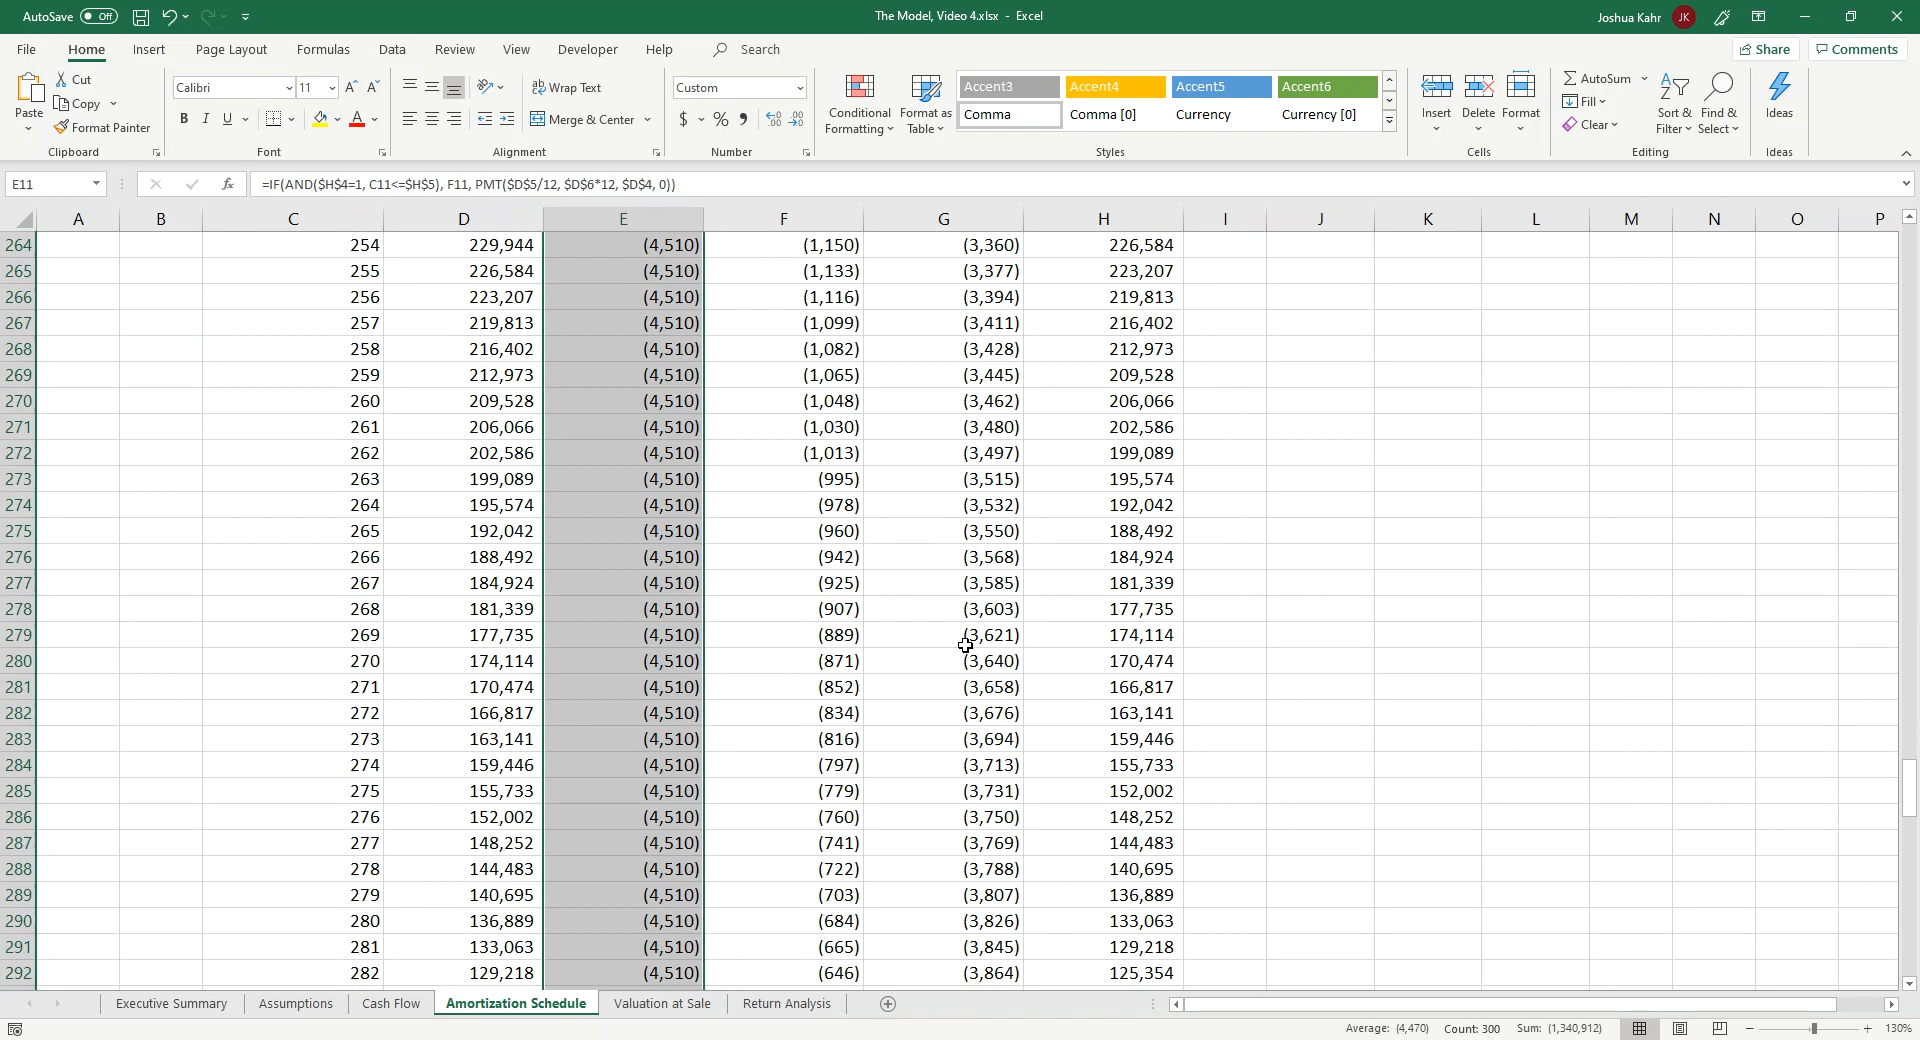 AutoSave Off The Model, Video 4.xlsx - Excel Joshua Kahr JK
File Home Insert Page Layout Formulas Data Review View Developer Help Search Share Comments
Paste Cut Copy Format Painter Clipboard
Calibri 11 A A B I U A Font
ab Wrap Text Merge & Center Alignment
Custom $ % Number
Conditional Formatting Format as Table
Accent3 Accent4 Accent5 Accent6
Comma Comma [0] Currency Currency [0]
Styles
Insert Delete Format Cells
AutoSum Fill Clear Sort & Filter Find & Select Editing
Ideas Ideas
E11 fx =IF(AND($H$4=1, C11<=$H$5), F11, PMT($D$5/12, $D$6*12, $D$4, 0))
A B C D E F G H I J K L M N O P
264 254 229,944 (4,510) (1,150) (3,360) 226,584
265 255 226,584 (4,510) (1,133) (3,377) 223,207
266 256 223,207 (4,510) (1,116) (3,394) 219,813
267 257 219,813 (4,510) (1,099) (3,411) 216,402
268 258 216,402 (4,510) (1,082) (3,428) 212,973
269 259 212,973 (4,510) (1,065) (3,445) 209,528
270 260 209,528 (4,510) (1,048) (3,462) 206,066
271 261 206,066 (4,510) (1,030) (3,480) 202,586
272 262 202,586 (4,510) (1,013) (3,497) 199,089
273 263 199,089 (4,510) (995) (3,515) 195,574
274 264 195,574 (4,510) (978) (3,532) 192,042
275 265 192,042 (4,510) (960) (3,550) 188,492
276 266 188,492 (4,510) (942) (3,568) 184,924
277 267 184,924 (4,510) (925) (3,585) 181,339
278 268 181,339 (4,510) (907) (3,603) 177,735
279 269 177,735 (4,510) (889) (3,621) 174,114
280 270 174,114 (4,510) (871) (3,640) 170,474
281 271 170,474 (4,510) (852) (3,658) 166,817
282 272 166,817 (4,510) (834) (3,676) 163,141
283 273 163,141 (4,510) (816) (3,694) 159,446
284 274 159,446 (4,510) (797) (3,713) 155,733
285 275 155,733 (4,510) (779) (3,731) 152,002
286 276 152,002 (4,510) (760) (3,750) 148,252
287 277 148,252 (4,510) (741) (3,769) 144,483
288 278 144,483 (4,510) (722) (3,788) 140,695
289 279 140,695 (4,510) (703) (3,807) 136,889
290 280 136,889 (4,510) (684) (3,826) 133,063
291 281 133,063 (4,510) (665) (3,845) 129,218
292 282 129,218 (4,510) (646) (3,864) 125,354
Executive Summary Assumptions Cash Flow Amortization Schedule Valuation at Sale Return Analysis
Average: (4,470) Count: 300 Sum: (1,340,912) 130%